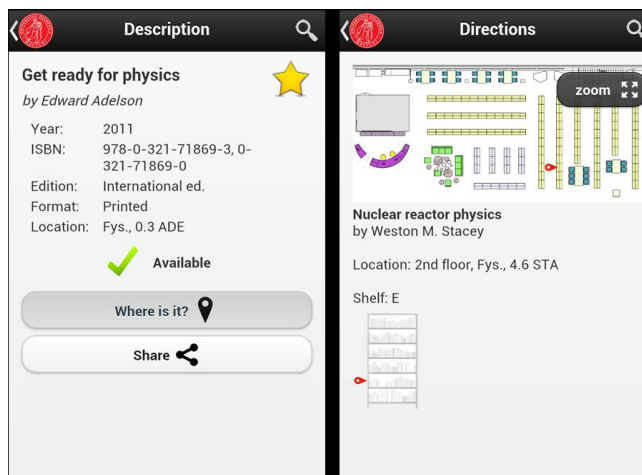 Description
Get ready for physics
by Edward Adelson
Year: 2011
ISBN: 978-0-321-71869-3, 0-
321-71869-0
Edition: International ed.
Format: Printed
Location: Fys., 0.3 ADE
Available
Where is it?
Share
Directions
zoom
Nuclear reactor physics
by Weston M. Stacey
Location: 2nd floor, Fys., 4.6 STA
Shelf: E